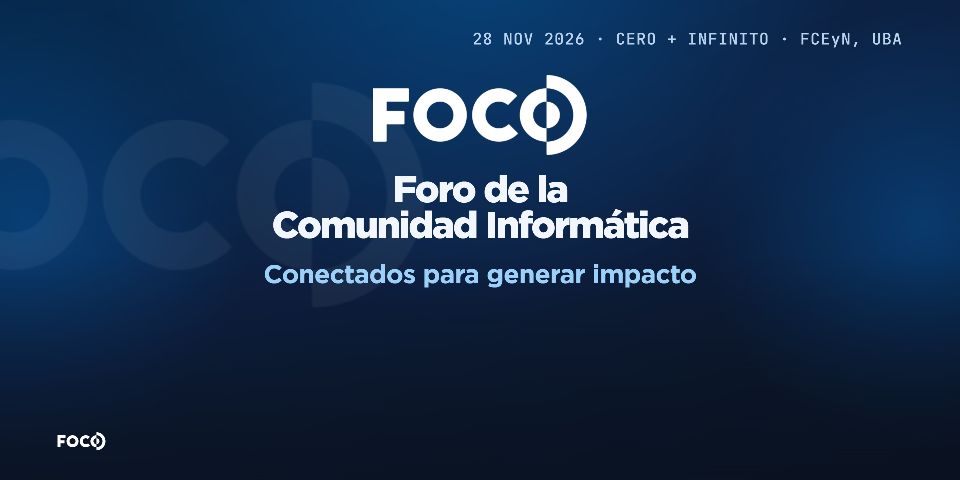 28 NOV 2026 · CERO + INFINITO · FCEyN, UBA
FOCO
Foro de la
Comunidad Informática
Conectados para generar impacto
FOCO